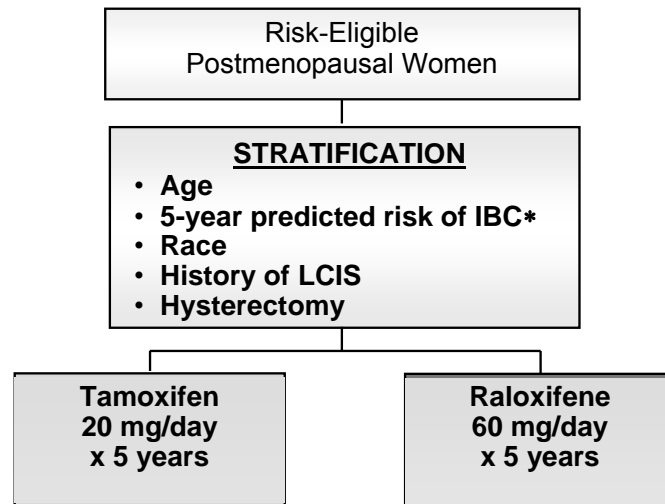 Risk-Eligible
Postmenopausal Women
STRATIFICATION
• Age
• 5-year predicted risk of IBC*
• Race
• History of LCIS
• Hysterectomy
Tamoxifen
20 mg/day
x 5 years
Raloxifene
60 mg/day
x 5 years